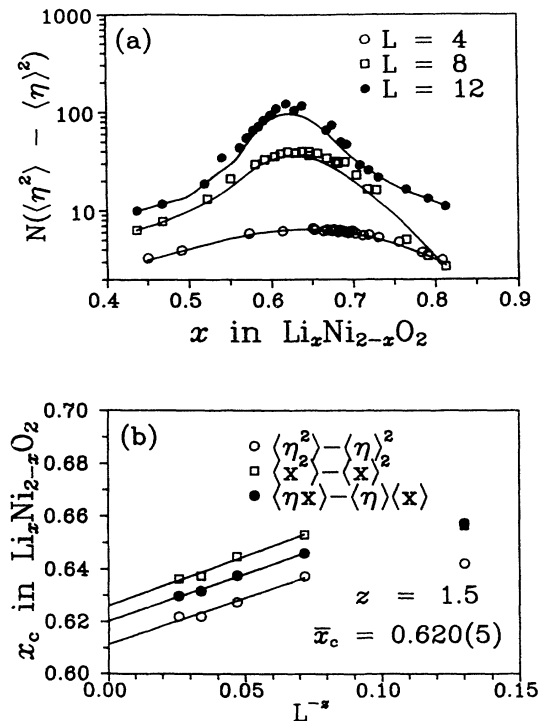 1000
(a)
○ L = 4
□ L = 8
● L = 12
100
10
N(⟨η²⟩ − ⟨η⟩²)
0.4 0.5 0.6 0.7 0.8 0.9
x in LiₓNi₂₋ₓO₂
0.70
(b)
○ ⟨η²⟩−⟨η⟩²
□ ⟨x²⟩−⟨x⟩²
● ⟨ηx⟩−⟨η⟩⟨x⟩
0.68
0.66
0.64
0.62
0.60
x_c in LiₓNi₂₋ₓO₂
z = 1.5
x̅_c = 0.620(5)
0.00 0.05 0.10 0.15
L⁻ᶻ